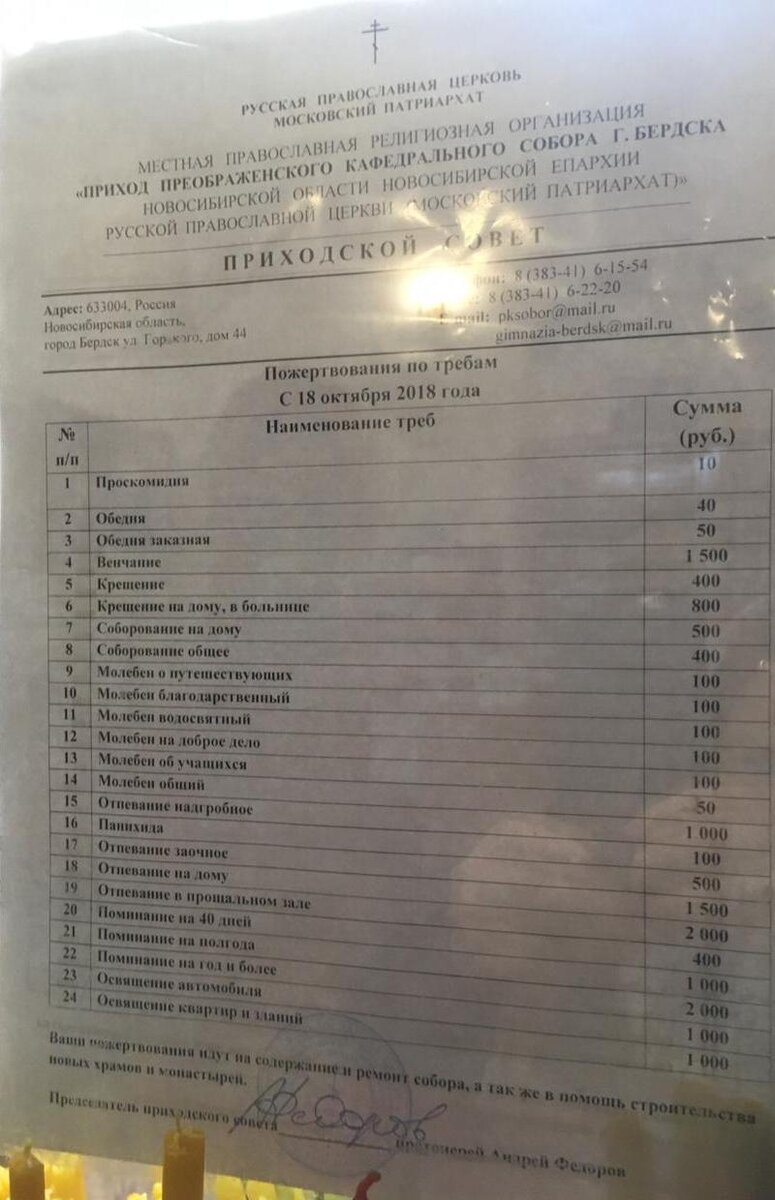 РУССКАЯ ПРАВОСЛАВНАЯ ЦЕРКОВЬ
МОСКОВСКИЙ ПАТРИАРХАТ
МЕСТНАЯ ПРАВОСЛАВНАЯ РЕЛИГИОЗНАЯ ОРГАНИЗАЦИЯ
«ПРИХОД ПРЕОБРАЖЕНСКОГО КАФЕДРАЛЬНОГО СОБОРА Г. БЕРДСКА
НОВОСИБИРСКОЙ ОБЛАСТИ НОВОСИБИРСКОЙ ЕПАРХИИ
РУССКОЙ ПРАВОСЛАВНОЙ ЦЕРКВИ (МОСКОВСКИЙ ПАТРИАРХАТ)»
ПРИХОДСКОЙ СОВЕТ
Адрес: 633004, Россия
Новосибирская область,
город Бердск ул. Горького, дом 44
8 (383-41) 6-15-54
8 (383-41) 6-22-20
E-mail: pksobor@mail.ru
gimnazia-berdsk@mail.ru
Пожертвования по требам
С 18 октября 2018 года
№ п/п Наименование треб Сумма (руб.)
1 Проскомидия 10
2 Обедня 40
3 Обедня заказная 50
4 Венчание 1 500
5 Крещение 400
6 Крещение на дому, в больнице 800
7 Соборование на дому 500
8 Соборование общее 400
9 Молебен о путешествующих 100
10 Молебен благодарственный 100
11 Молебен водосвятный 100
12 Молебен на доброе дело 100
13 Молебен об учащихся 100
14 Молебен общий 50
15 Отпевание надгробное 1 000
16 Панихида 100
17 Отпевание заочное 500
18 Отпевание на дому 1 500
19 Отпевание в прощальном зале 2 000
20 Поминание на 40 дней 400
21 Поминание на полгода 1 000
22 Поминание на год и более 2 000
23 Освящение автомобиля 1 000
24 Освящение квартир и зданий 1 000
Ваши пожертвования идут на содержание и ремонт собора, а так же в помощь строительства
новых храмов и монастырей.
Председатель приходского совета протоиерей Андрей Федоров